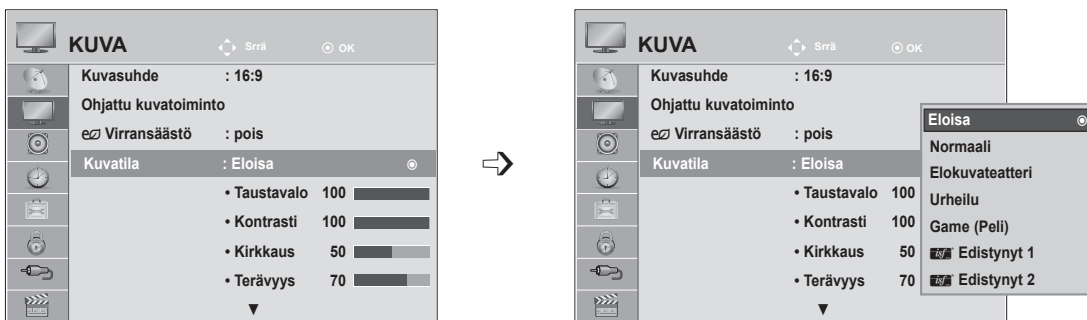 KUVA Srrä OK
Kuvasuhde : 16:9
Ohjattu kuvatoiminto
Virransäästö : pois
Kuvatila : Eloisa
• Taustavalo 100
• Kontrasti 100
• Kirkkaus 50
• Terävyys 70
KUVA Srrä OK
Kuvasuhde : 16:9
Ohjattu kuvatoiminto
Virransäästö : pois
Kuvatila : Eloisa
• Taustavalo 100
• Kontrasti 100
• Kirkkaus 50
• Terävyys 70
Eloisa
Normaali
Elokuvateatteri
Urheilu
Game (Peli)
Edistynyt 1
Edistynyt 2